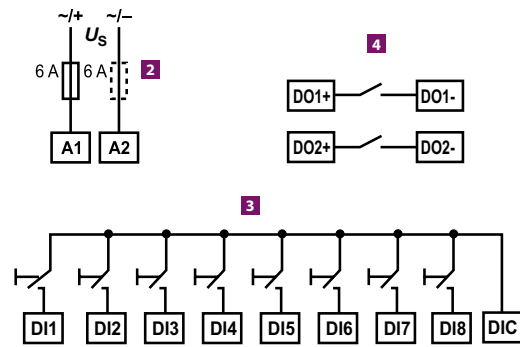 ~/+ ~/–
U_S
6 A 6 A 2
A1 A2
4
DO1+ DO1-
DO2+ DO2-
3
DI1 DI2 DI3 DI4 DI5 DI6 DI7 DI8 DIC